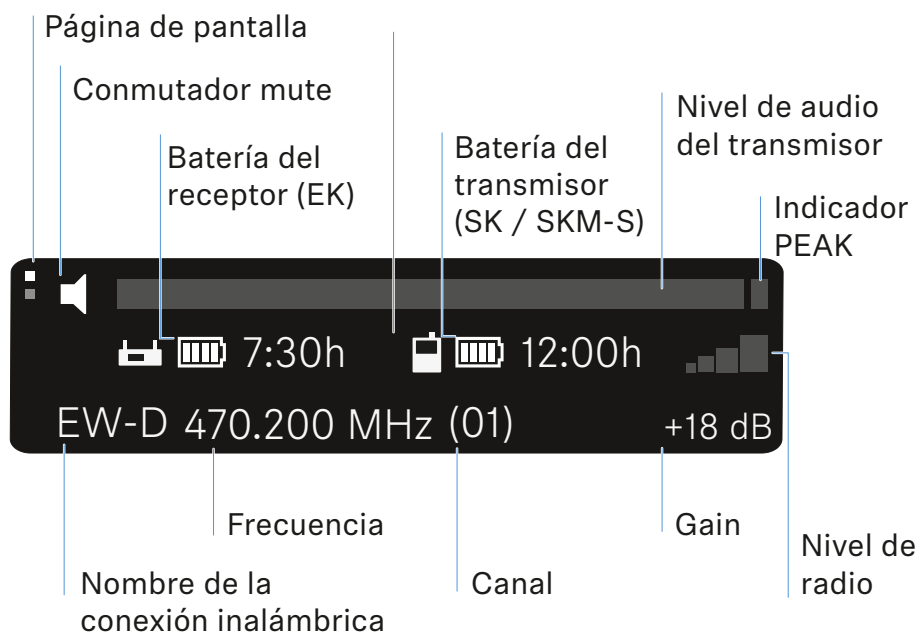 Página de pantalla
Conmutador mute
Nivel de audio
del transmisor
Batería del
receptor (EK)
Batería del
transmisor
(SK / SKM-S)
Indicador
PEAK
7:30h
12:00h
EW-D 470.200 MHz (01)
+18 dB
Frecuencia
Gain
Nivel de
radio
Nombre de la
conexión inalámbrica
Canal